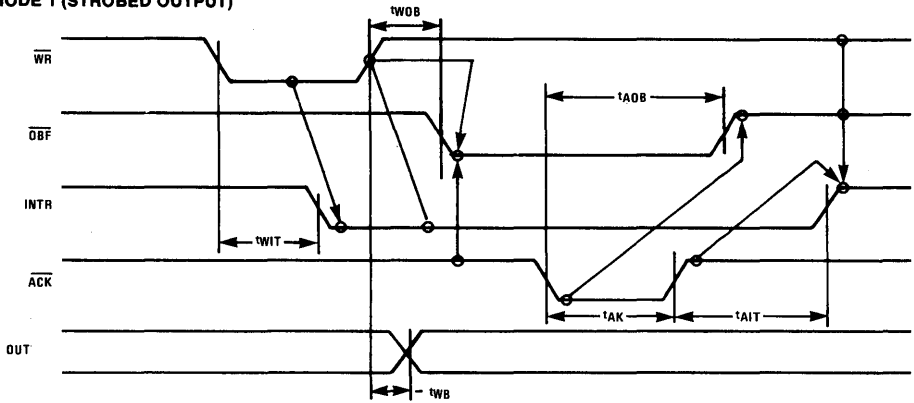 MODE 1 (STROBED OUTPUT)
tWOB
WR
tAOB
OBF
INTR
tWIT
ACK
tAK
tAIT
OUT
tWB